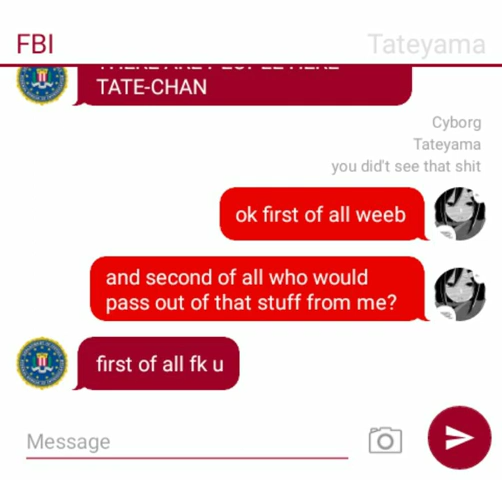 FBI
Tateyama
TATE-CHAN
Cyborg
Tateyama
you did't see that shit
ok first of all weeb
and second of all who would
pass out of that stuff from me?
first of all fk u
Message